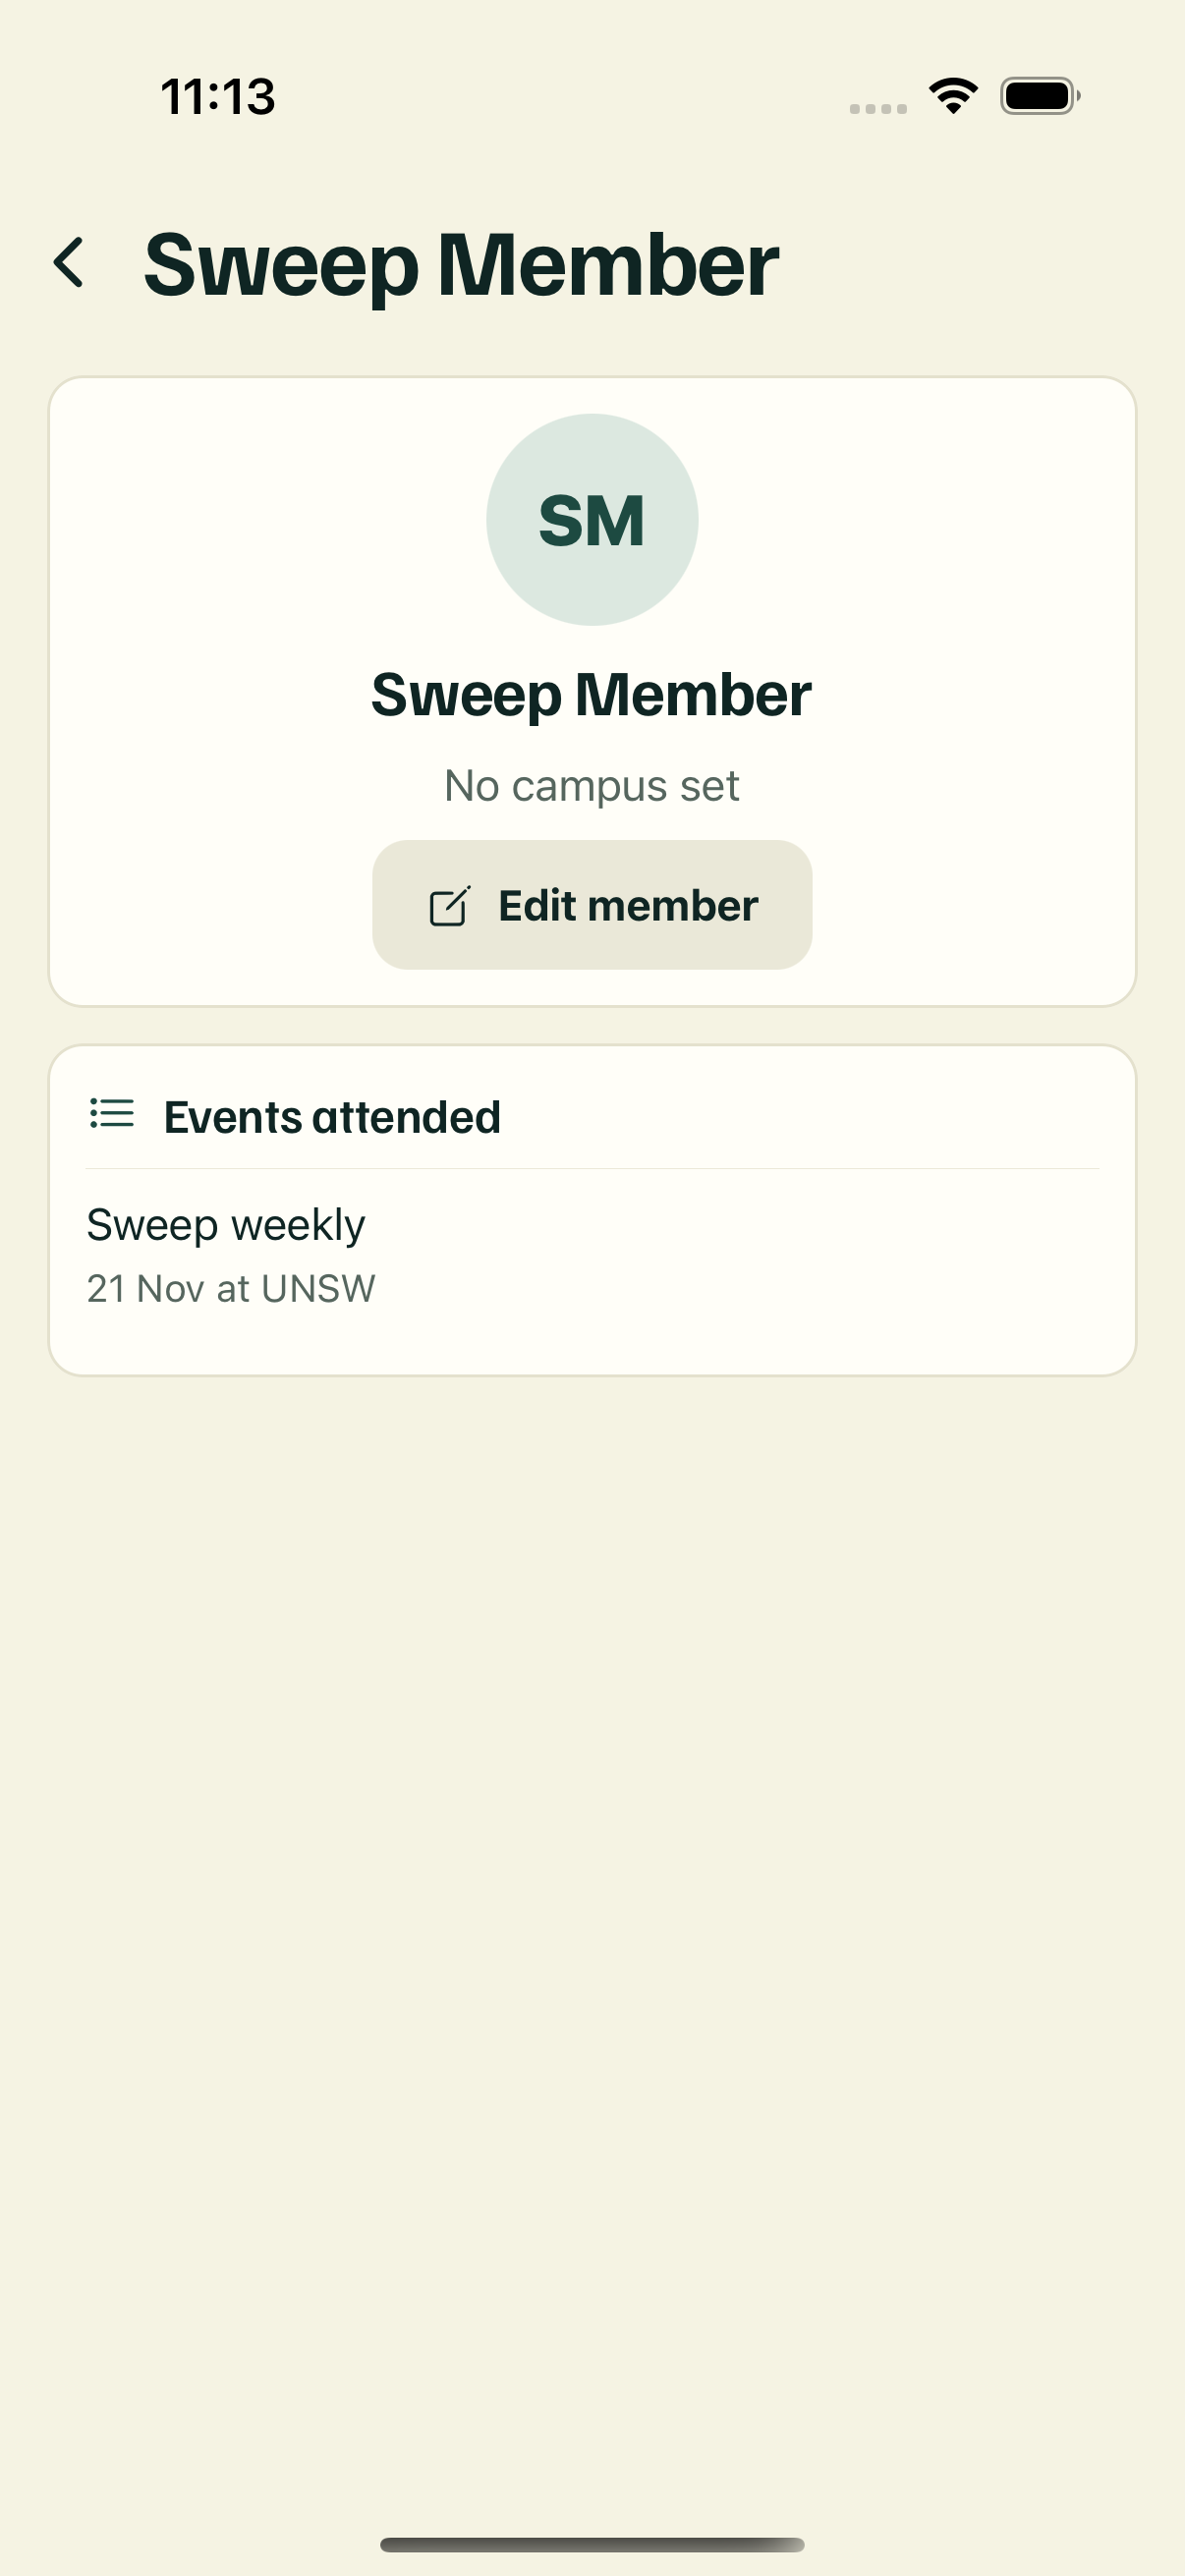 11:13
Sweep Member
SM
Sweep Member
No campus set
Edit member
Events attended
Sweep weekly
21 Nov at UNSW